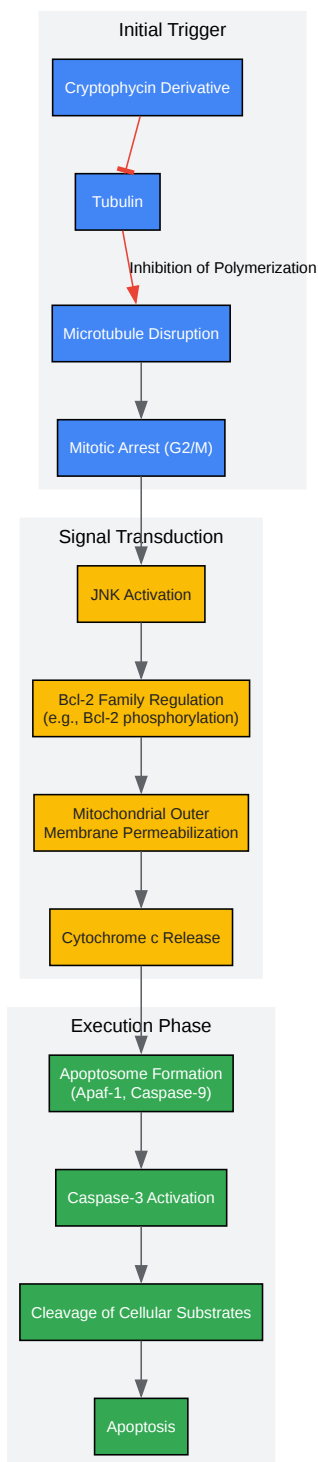 Initial Trigger
Cryptophycin Derivative
Tubulin
Inhibition of Polymerization
Microtubule Disruption
Mitotic Arrest (G2/M)
Signal Transduction
JNK Activation
Bcl-2 Family Regulation
(e.g., Bcl-2 phosphorylation)
Mitochondrial Outer
Membrane Permeabilization
Cytochrome c Release
Execution Phase
Apoptosome Formation
(Apaf-1, Caspase-9)
Caspase-3 Activation
Cleavage of Cellular Substrates
Apoptosis